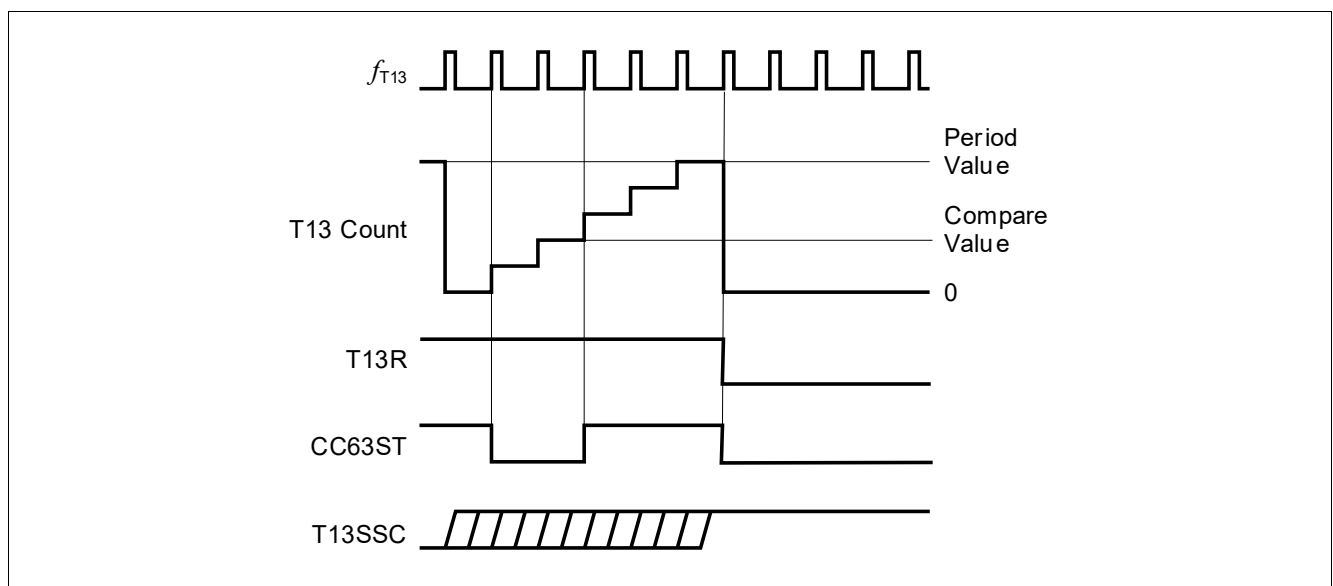 fT13
Period
Value
T13 Count
Compare
Value
0
T13R
CC63ST
T13SSC